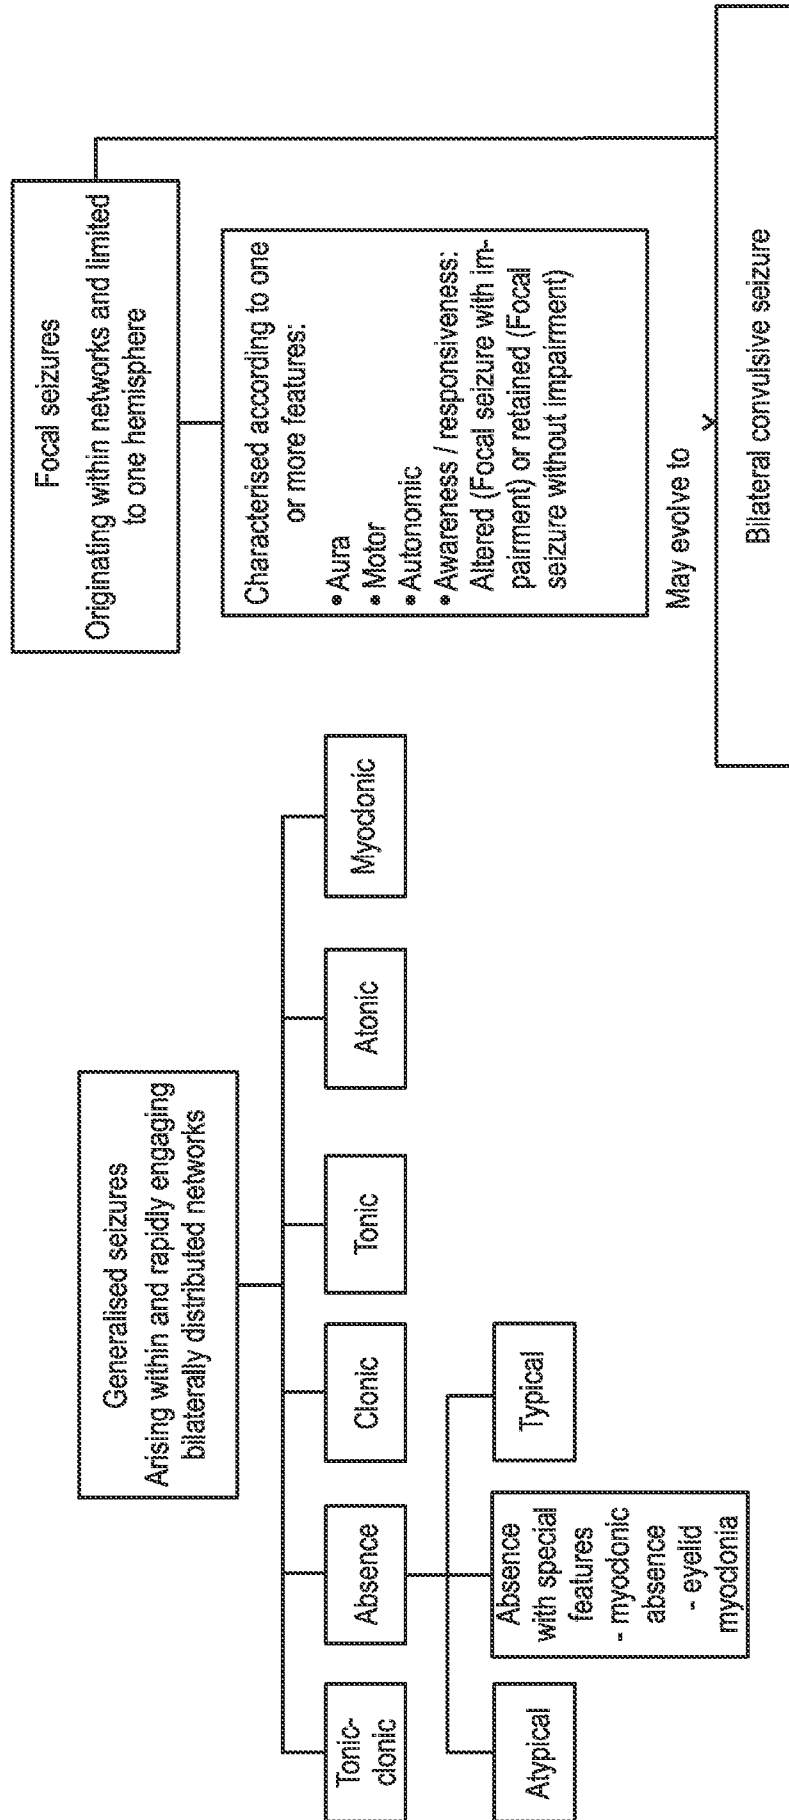 Generalised seizures
Arising within and rapidly engaging
bilaterally distributed networks
Tonic-
clonic
Absence
Clonic
Tonic
Atonic
Myoclonic
Atypical
Absence
with special
features
- myoclonic
absence
- eyelid
myoclonia
Typical
Focal seizures
Originating within networks and limited
to one hemisphere
Characterised according to one
or more features:
• Aura
• Motor
• Autonomic
• Awareness / responsiveness:
Altered (Focal seizure with im-
pairment) or retained (Focal
seizure without impairment)
May evolve to
Bilateral convulsive seizure